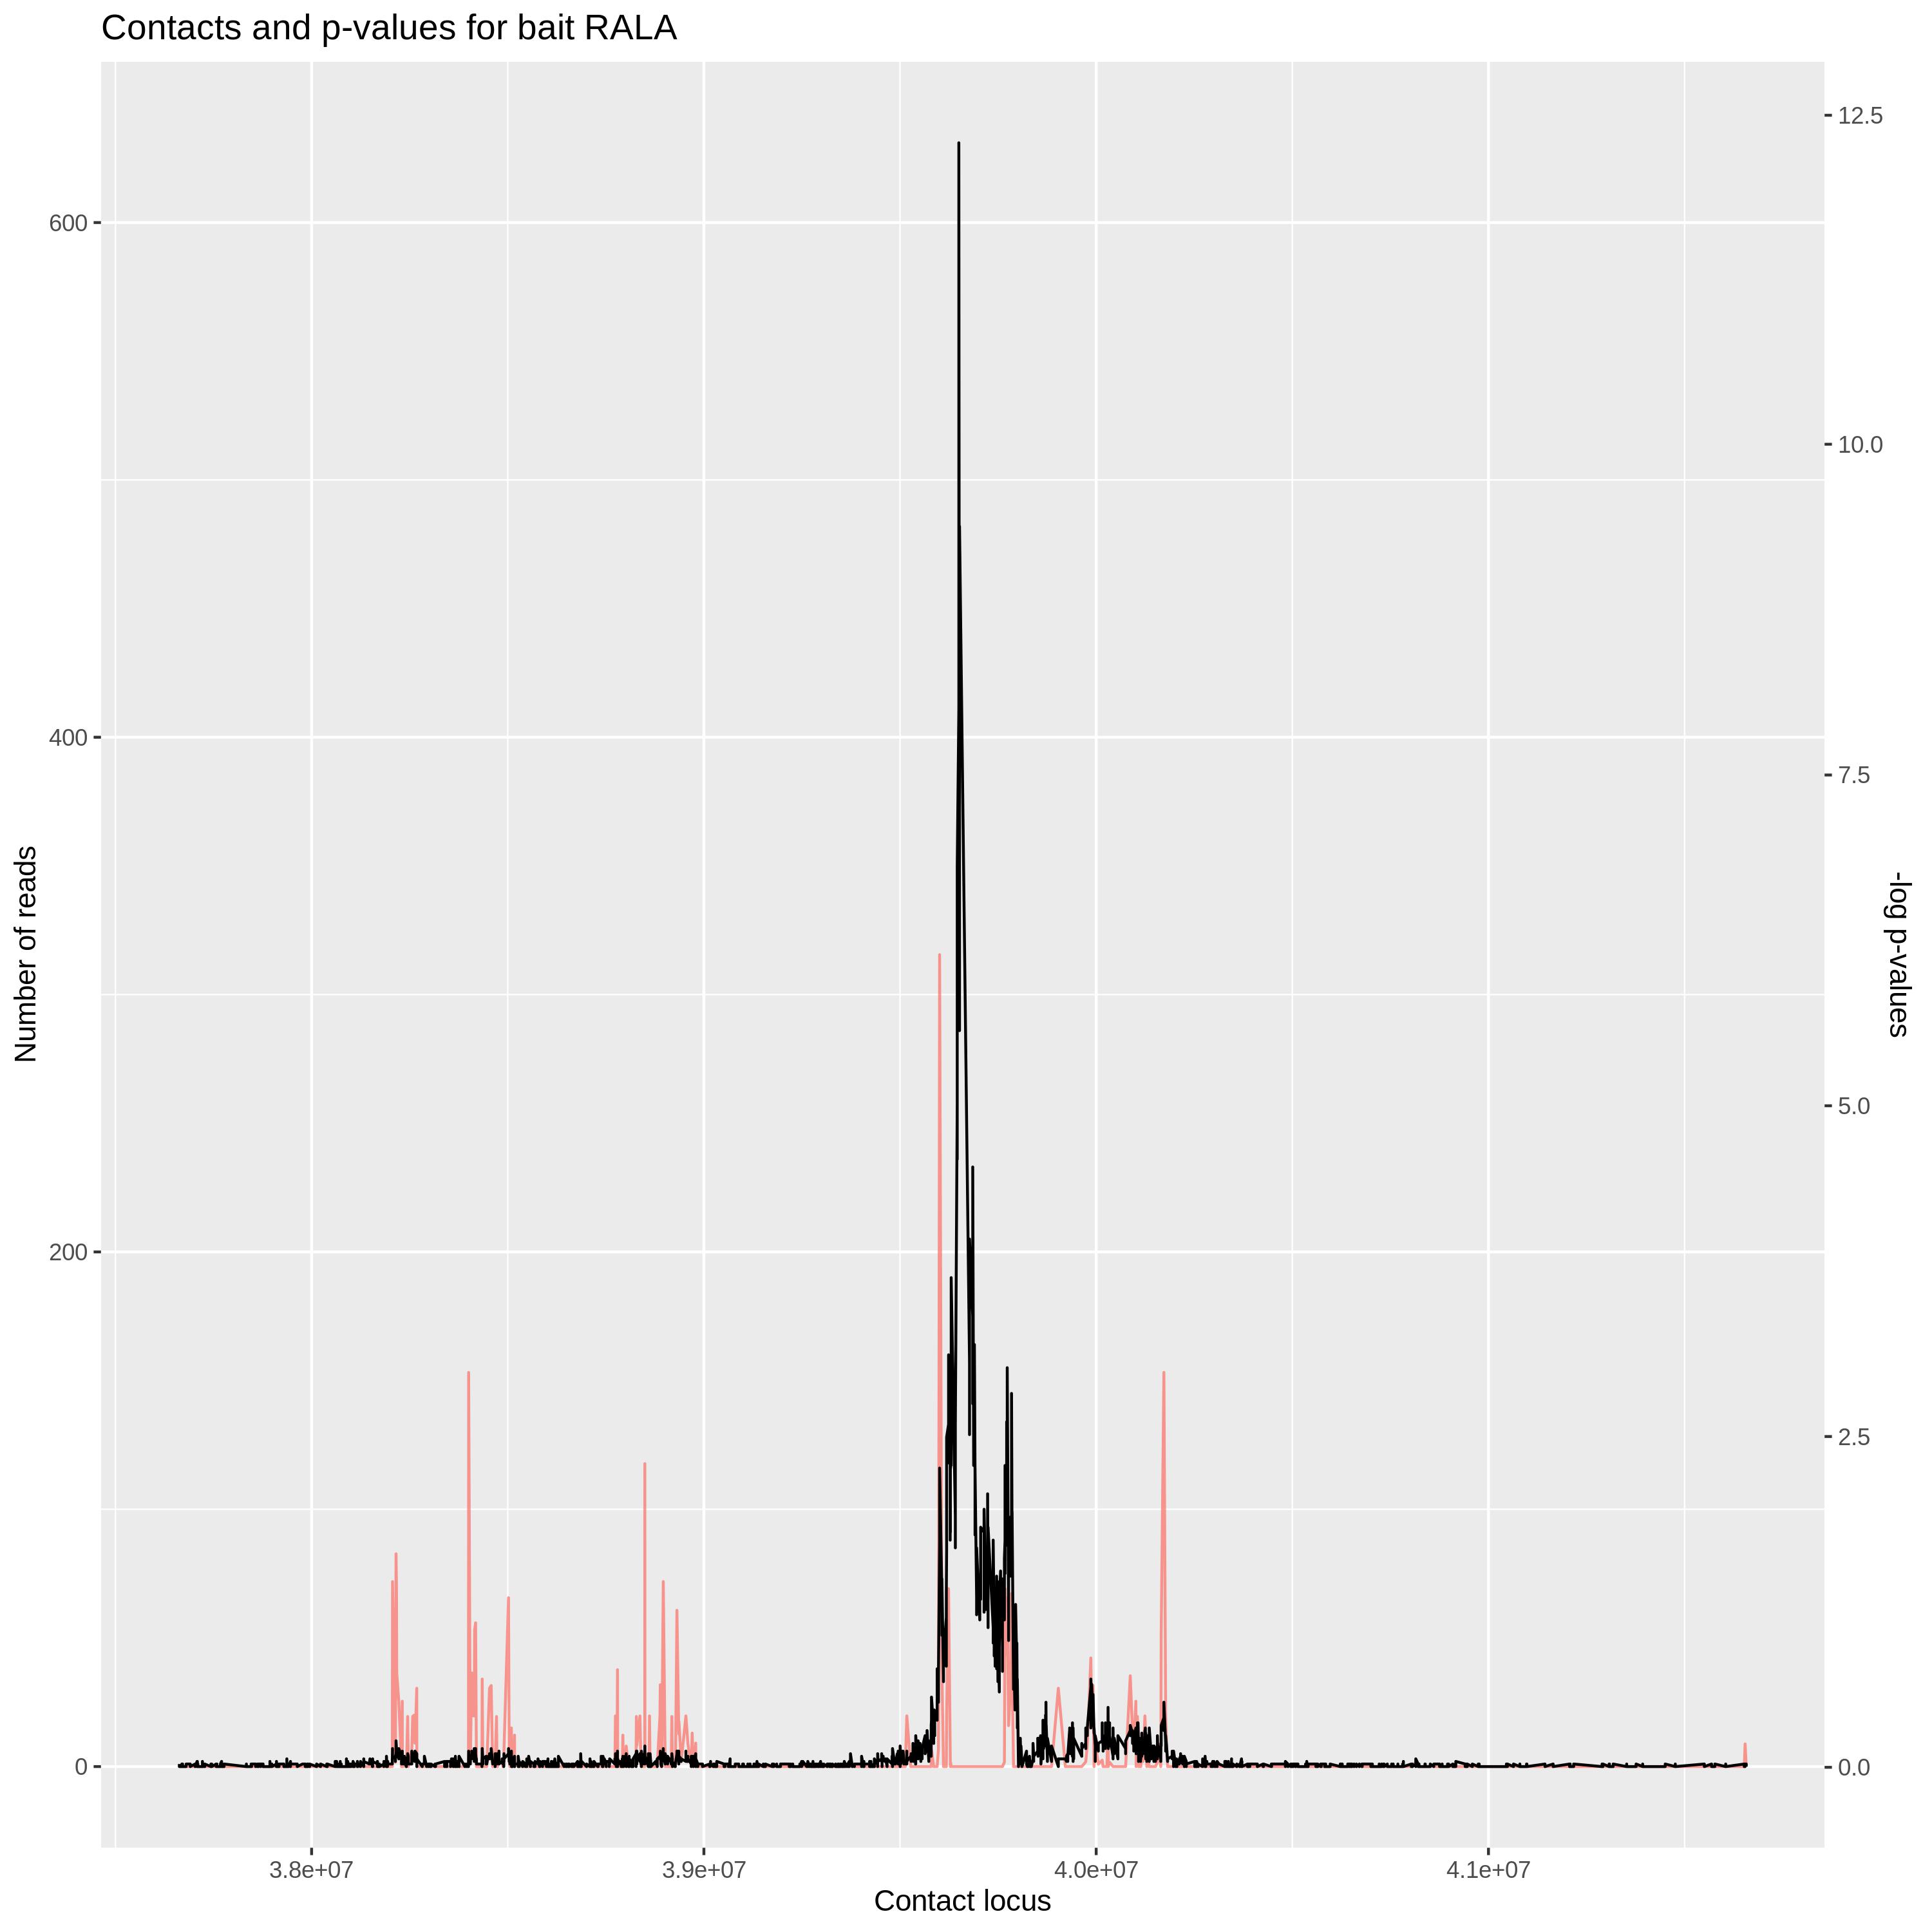 Contacts and p-values for bait RALA
Number of reads
600
400
200
0
12.5
10.0
7.5
5.0
2.5
0.0
-log p-values
3.8e+07
3.9e+07
4.0e+07
4.1e+07
Contact locus